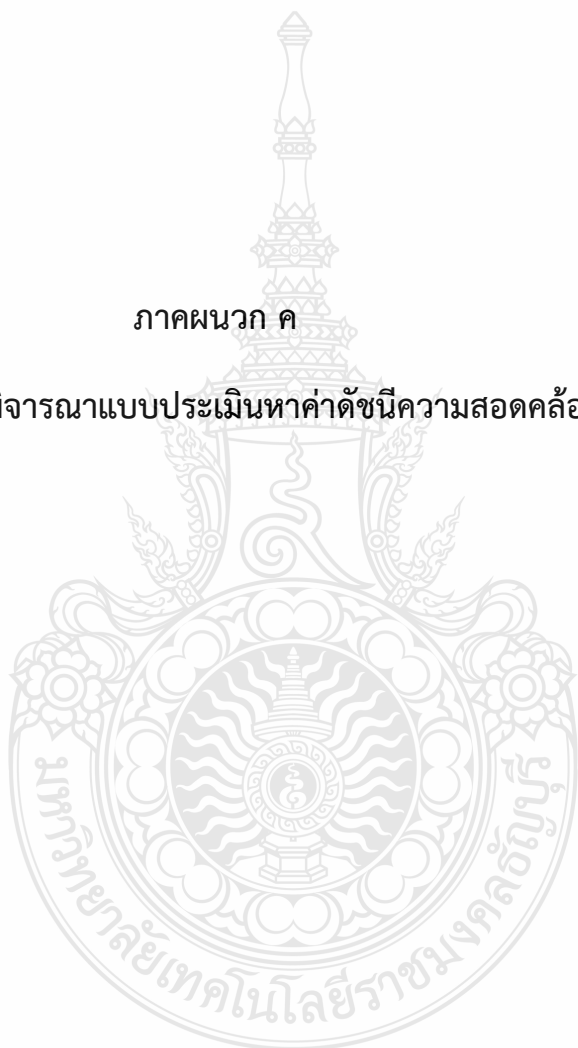 ภาคผนวก ค
จารณาแบบประเมินหาค่าดัชนีความสอดคล้อ
มหาวิทยาลัยเทคโนโลยีราชมงคลธัญบุรี